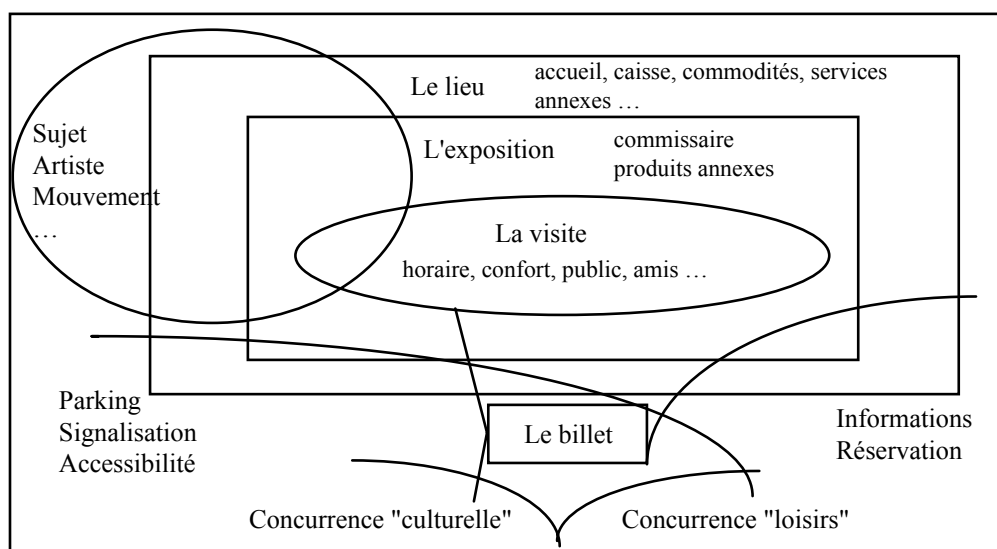 Le lieu
accueil, caisse, commodités, services
annexes …
Sujet
Artiste
Mouvement
…
L'exposition
commissaire
produits annexes
La visite
horaire, confort, public, amis …
Parking
Signalisation
Accessibilité
Le billet
Informations
Réservation
Concurrence "culturelle"
Concurrence "loisirs"